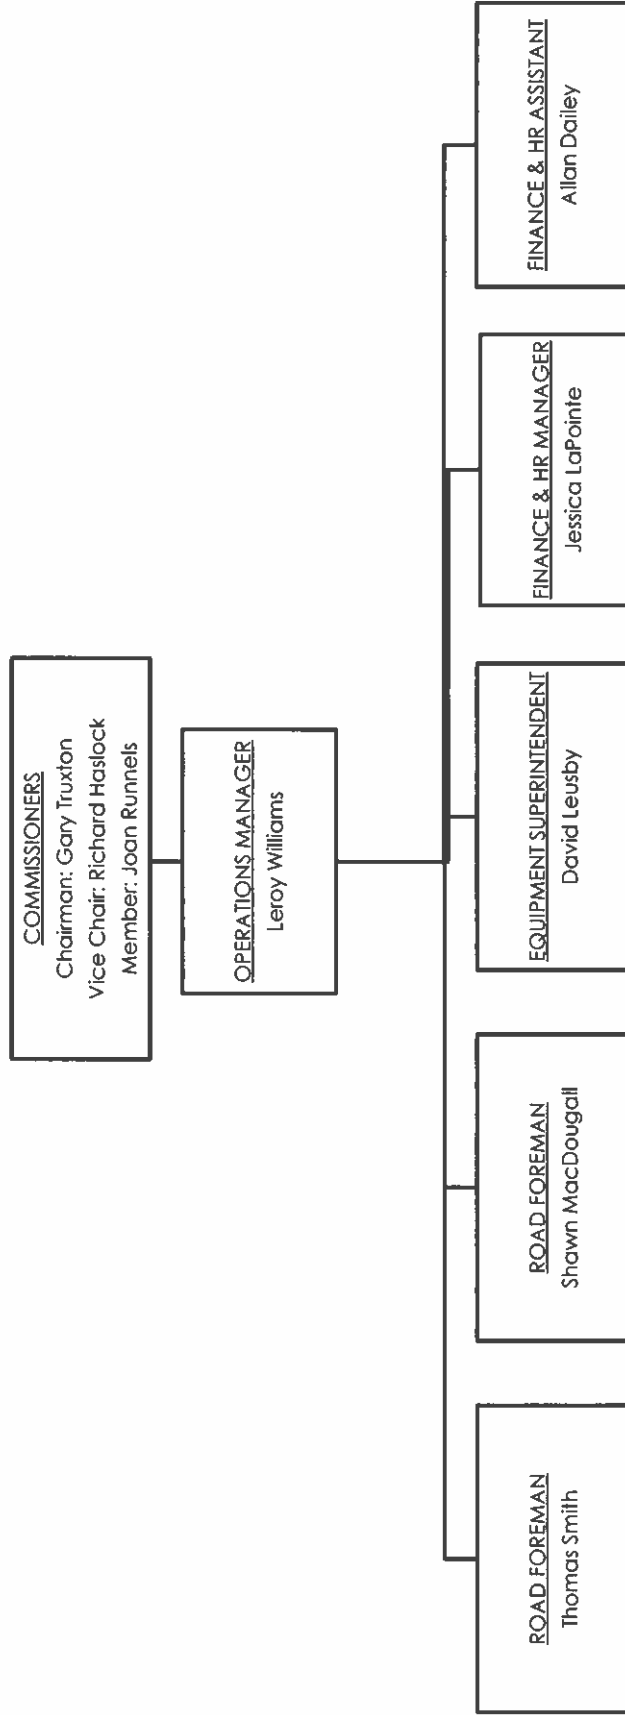 COMMISSIONERS
Chairman: Gary Truxton
Vice Chair: Richard Haslock
Member: Joan Runnels
OPERATIONS MANAGER
Leroy Williams
ROAD FOREMAN
Thomas Smith
ROAD FOREMAN
Shawn MacDougall
EQUIPMENT SUPERINTENDENT
David Leusby
FINANCE & HR MANAGER
Jessica LaPointe
FINANCE & HR ASSISTANT
Allan Dailey